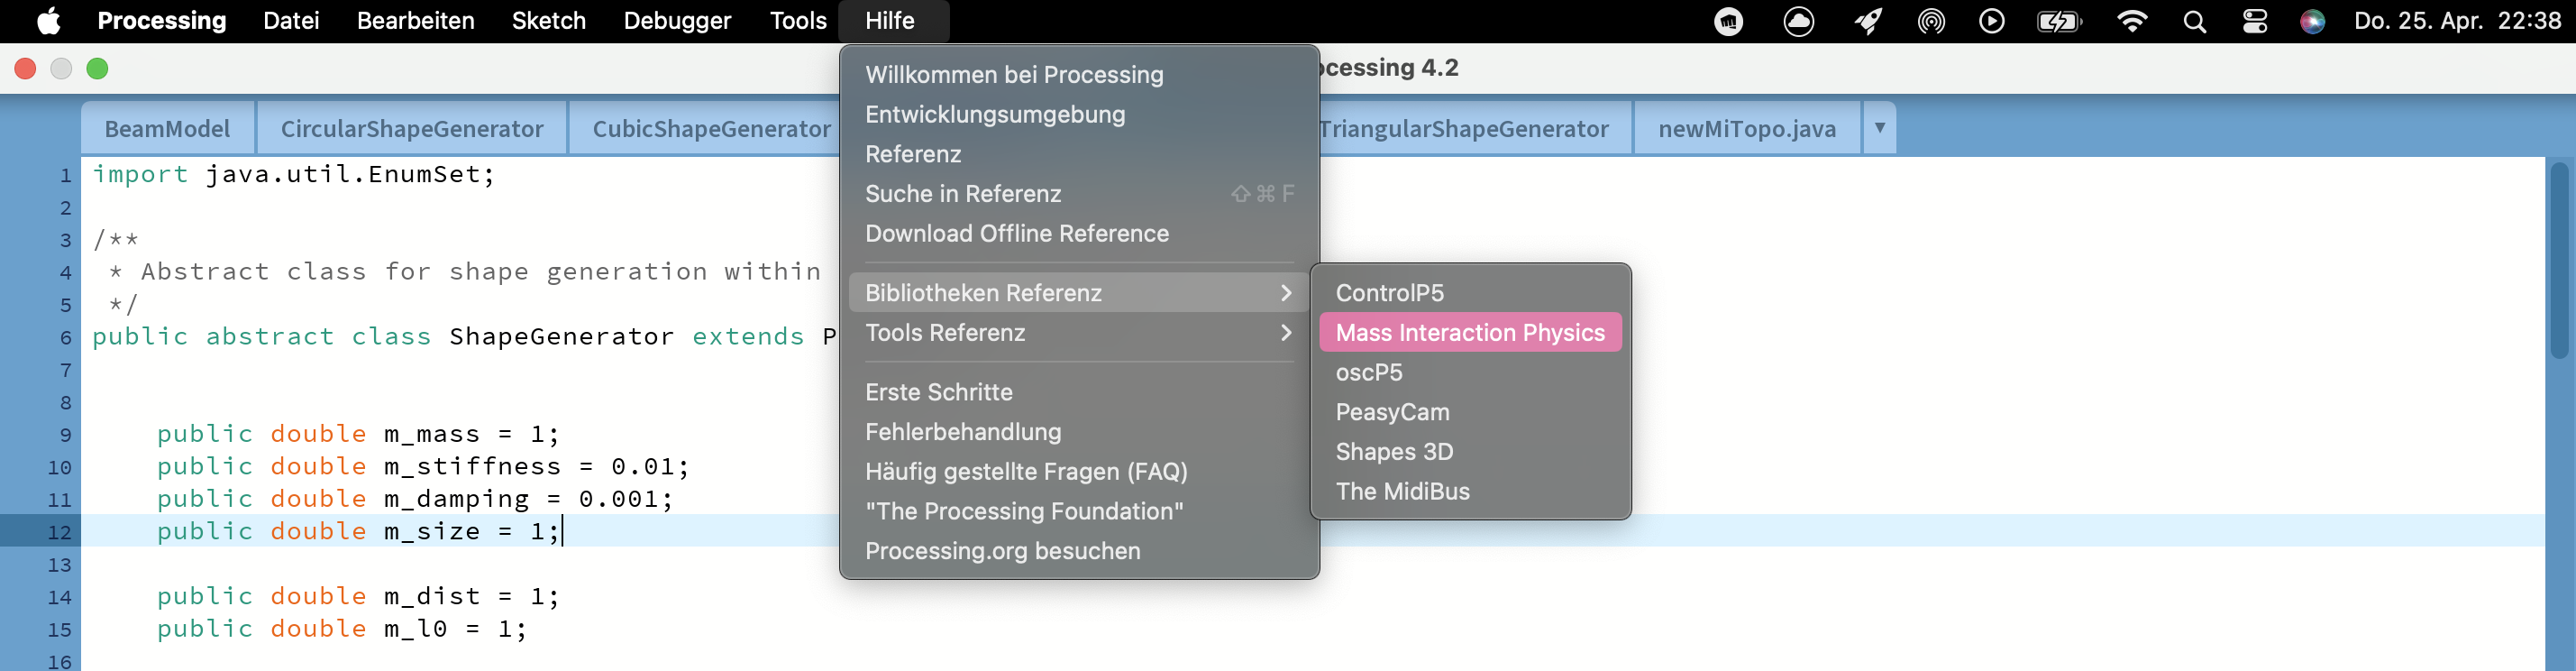 Processing Datei Bearbeiten Sketch Debugger Tools Hilfe Do. 25. Apr. 22:38
ocessing 4.2
BeamModel CircularShapeGenerator CubicShapeGenerator TriangularShapeGenerator newMiTopo.java ▼
Willkommen bei Processing
Entwicklungsumgebung
Referenz
Suche in Referenz ⇧⌘F
Download Offline Reference
Bibliotheken Referenz
Tools Referenz
Erste Schritte
Fehlerbehandlung
Häufig gestellte Fragen (FAQ)
"The Processing Foundation"
Processing.org besuchen
ControlP5
Mass Interaction Physics
oscP5
PeasyCam
Shapes 3D
The MidiBus
1 import java.util.EnumSet;
2
3 /**
4 * Abstract class for shape generation within
5 */
6 public abstract class ShapeGenerator extends P
7
8
9 public double m_mass = 1;
10 public double m_stiffness = 0.01;
11 public double m_damping = 0.001;
12 public double m_size = 1;
13
14 public double m_dist = 1;
15 public double m_l0 = 1;
16